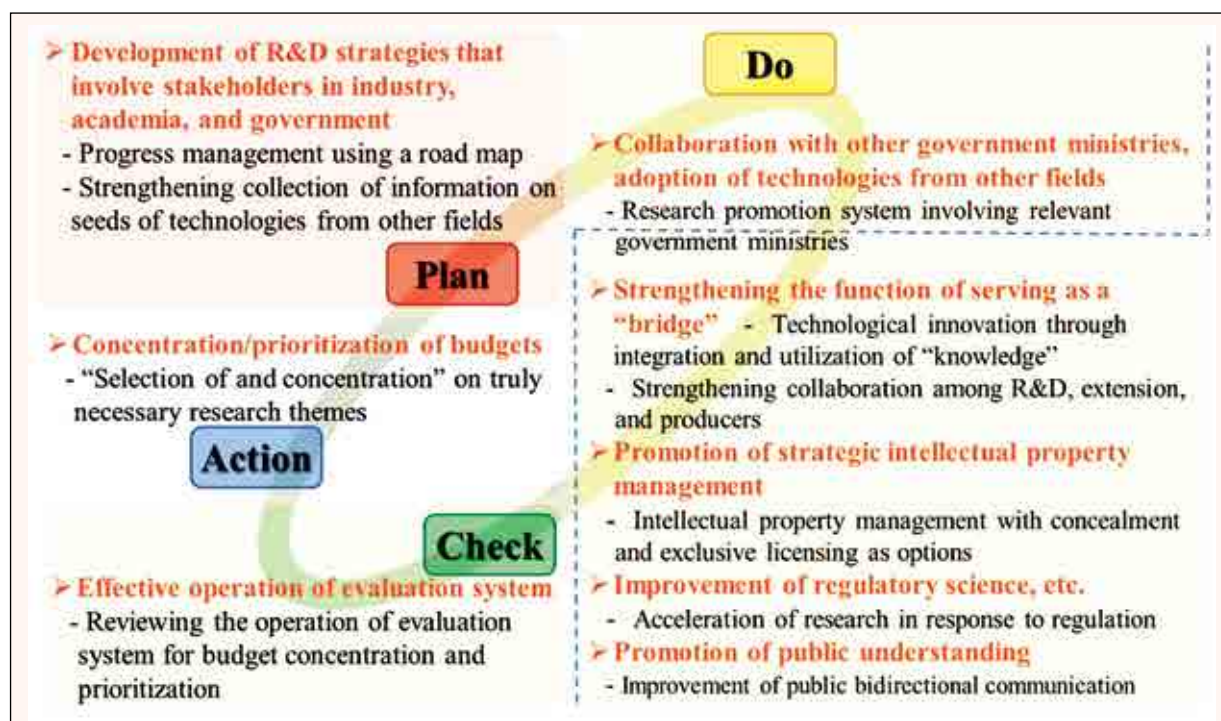 ➢ Development of R&D strategies that
involve stakeholders in industry,
academia, and government
- Progress management using a road map
- Strengthening collection of information on
seeds of technologies from other fields
Plan
➢ Concentration/prioritization of budgets
- “Selection of and concentration” on truly
necessary research themes
Action
Check
➢ Effective operation of evaluation system
- Reviewing the operation of evaluation
system for budget concentration and
prioritization
Do
➢ Collaboration with other government ministries,
adoption of technologies from other fields
- Research promotion system involving relevant
government ministries
➢ Strengthening the function of serving as a
“bridge” - Technological innovation through
integration and utilization of “knowledge”
- Strengthening collaboration among R&D, extension,
and producers
➢ Promotion of strategic intellectual property
management
- Intellectual property management with concealment
and exclusive licensing as options
➢ Improvement of regulatory science, etc.
- Acceleration of research in response to regulation
➢ Promotion of public understanding
- Improvement of public bidirectional communication